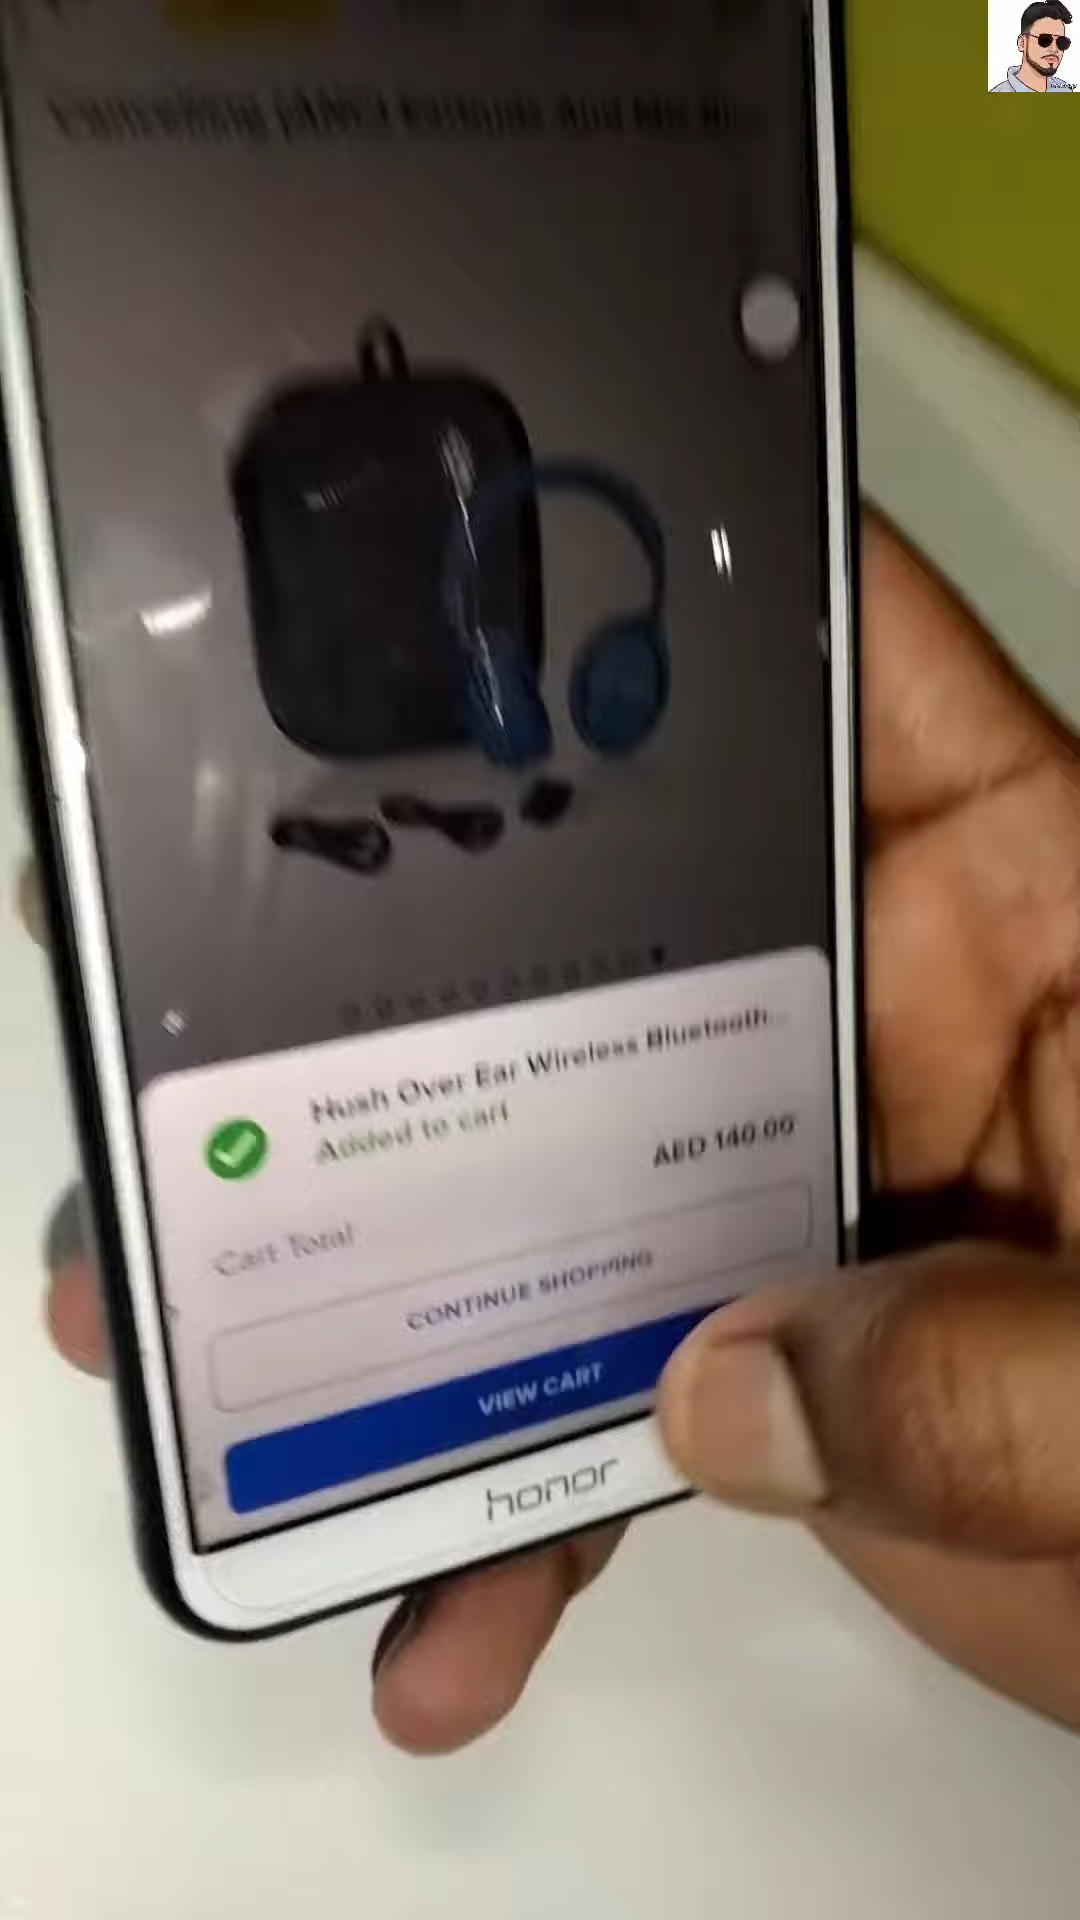 Hush Over Ear Wireless Bluetooth...
Added to cart
AED 140.00
Cart Total
CONTINUE SHOPPING
VIEW CART
honor